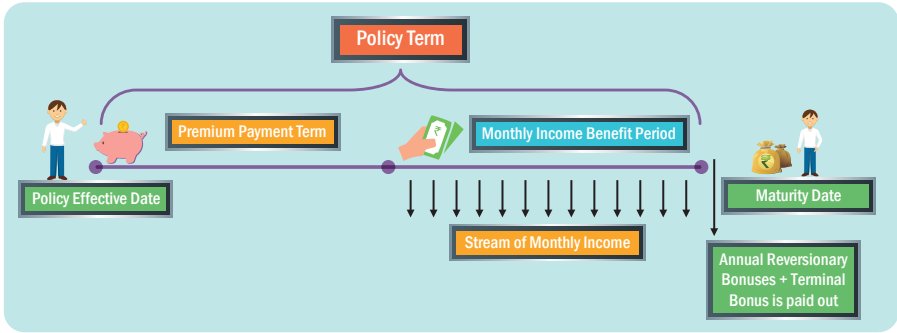 Policy Term
Premium Payment Term
₹
Monthly Income Benefit Period
₹
Policy Effective Date
Maturity Date
Stream of Monthly Income
Annual Reversionary
Bonuses + Terminal
Bonus is paid out